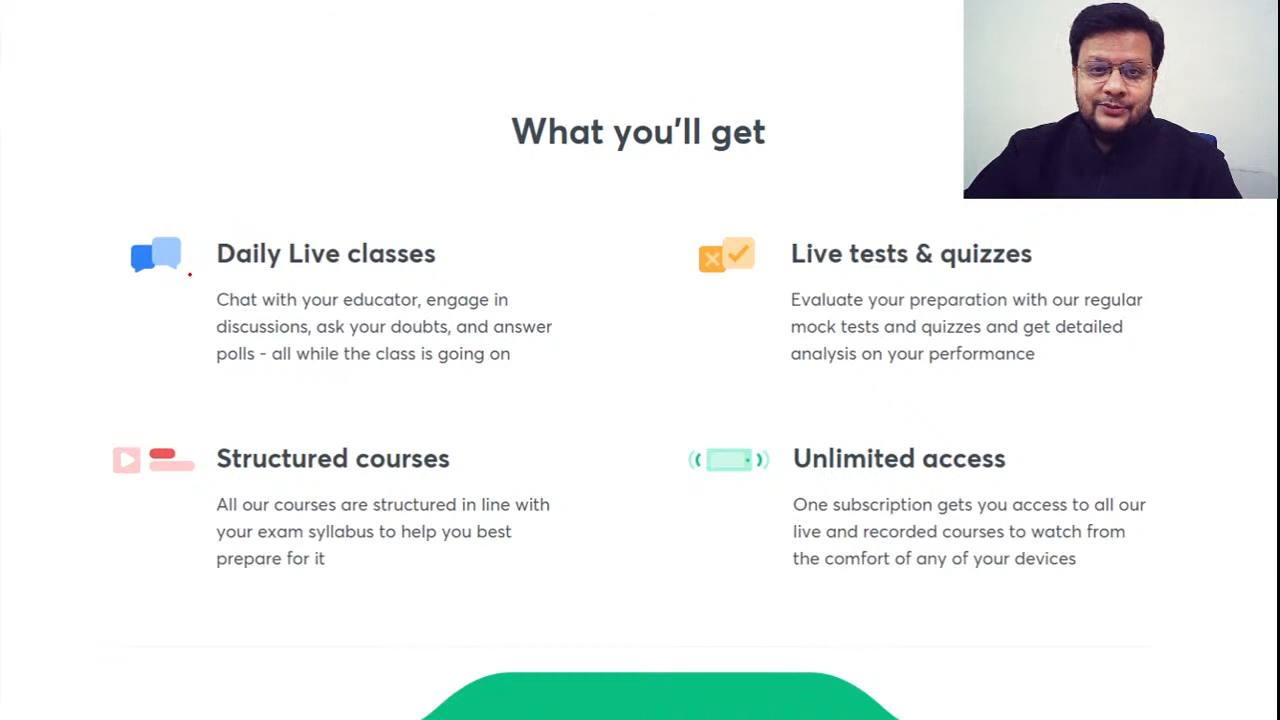 What you'll get
Daily Live classes
Chat with your educator, engage in
discussions, ask your doubts, and answer
polls - all while the class is going on
Live tests & quizzes
Evaluate your preparation with our regular
mock tests and quizzes and get detailed
analysis on your performance
Structured courses
All our courses are structured in line with
your exam syllabus to help you best
prepare for it
Unlimited access
One subscription gets you access to all our
live and recorded courses to watch from
the comfort of any of your devices